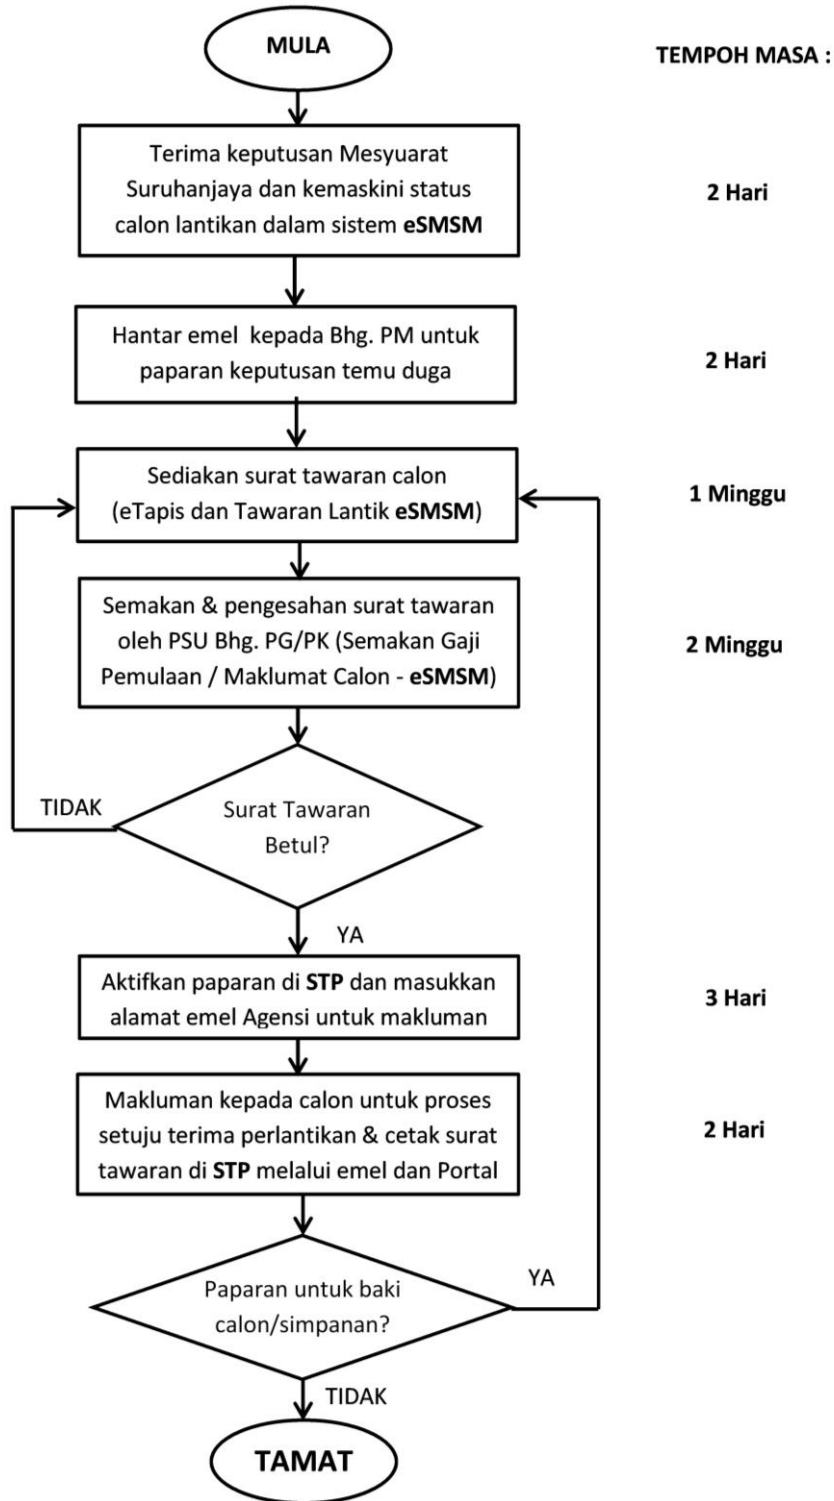 MULA
TEMPOH MASA :
Terima keputusan Mesyuarat
Suruhanjaya dan kemaskini status
calon lantikan dalam sistem eSMSM
2 Hari
Hantar emel kepada Bhg. PM untuk
paparan keputusan temu duga
2 Hari
Sediakan surat tawaran calon
(eTapis dan Tawaran Lantik eSMSM)
1 Minggu
Semakan & pengesahan surat tawaran
oleh PSU Bhg. PG/PK (Semakan Gaji
Pemulaan / Maklumat Calon - eSMSM)
2 Minggu
TIDAK
Surat Tawaran
Betul?
YA
Aktifkan paparan di STP dan masukkan
alamat emel Agensi untuk makluman
3 Hari
Makluman kepada calon untuk proses
setuju terima perlantikan & cetak surat
tawaran di STP melalui emel dan Portal
2 Hari
Paparan untuk baki
calon/simpanan?
YA
TIDAK
TAMAT